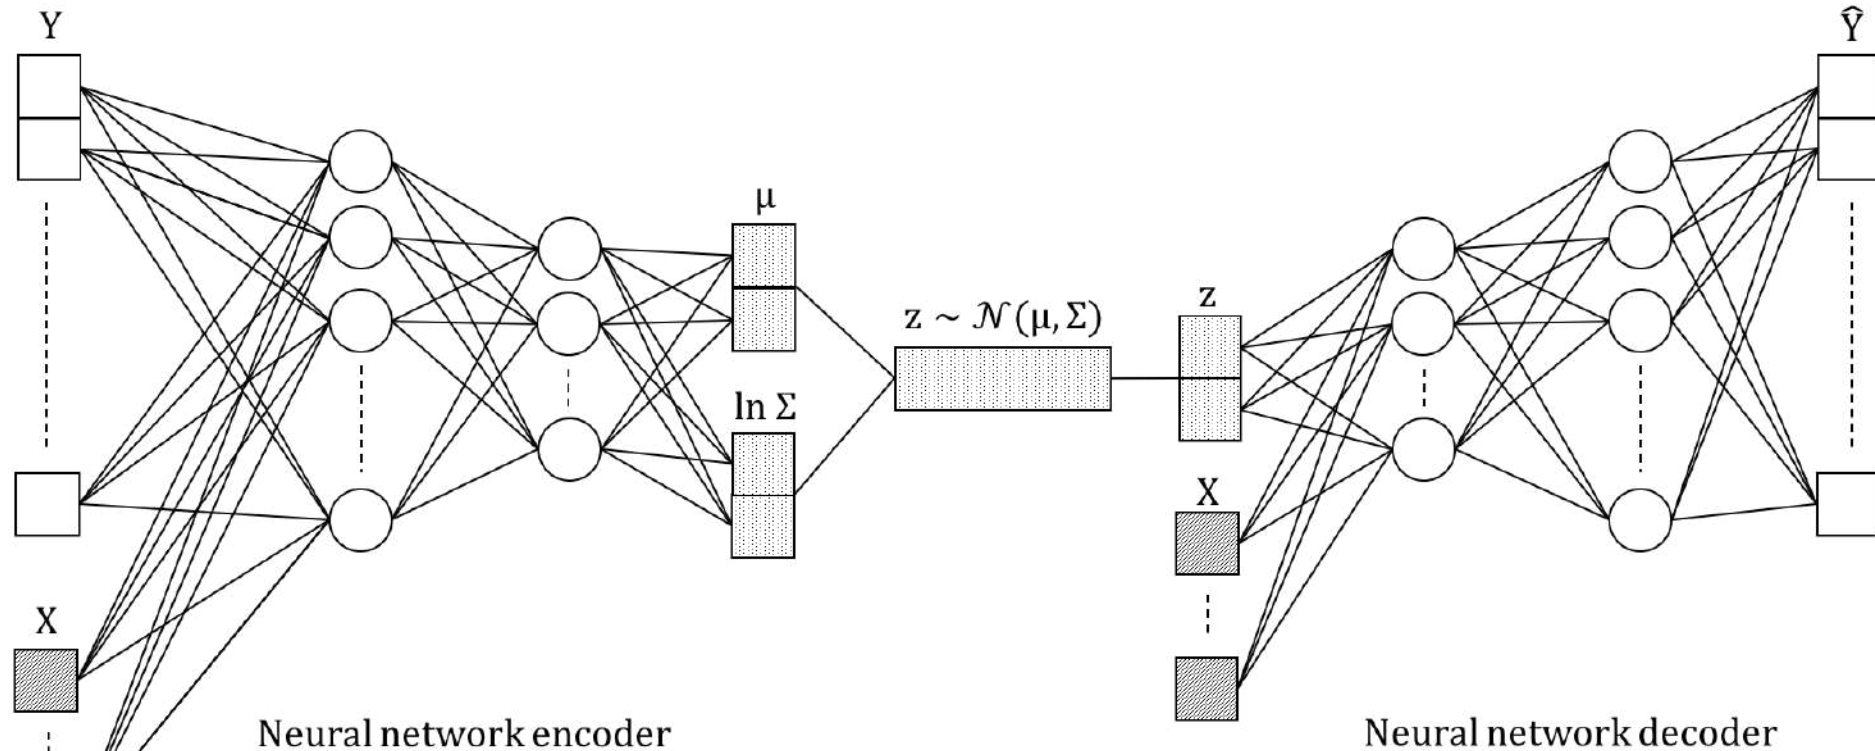 Y
Ŷ
μ
z ~ 𝒩(μ, Σ)
z
ln Σ
X
X
Neural network encoder
Neural network decoder